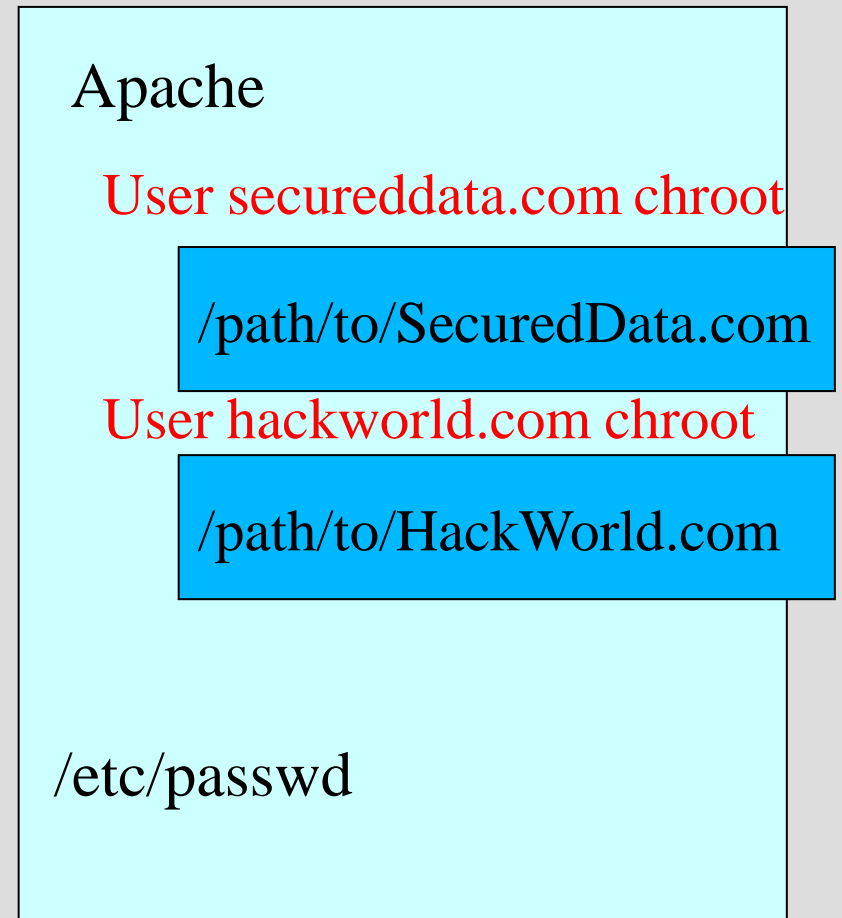 Apache
User secureddata.com chroot
/path/to/SecuredData.com
User hackworld.com chroot
/path/to/HackWorld.com
/etc/passwd